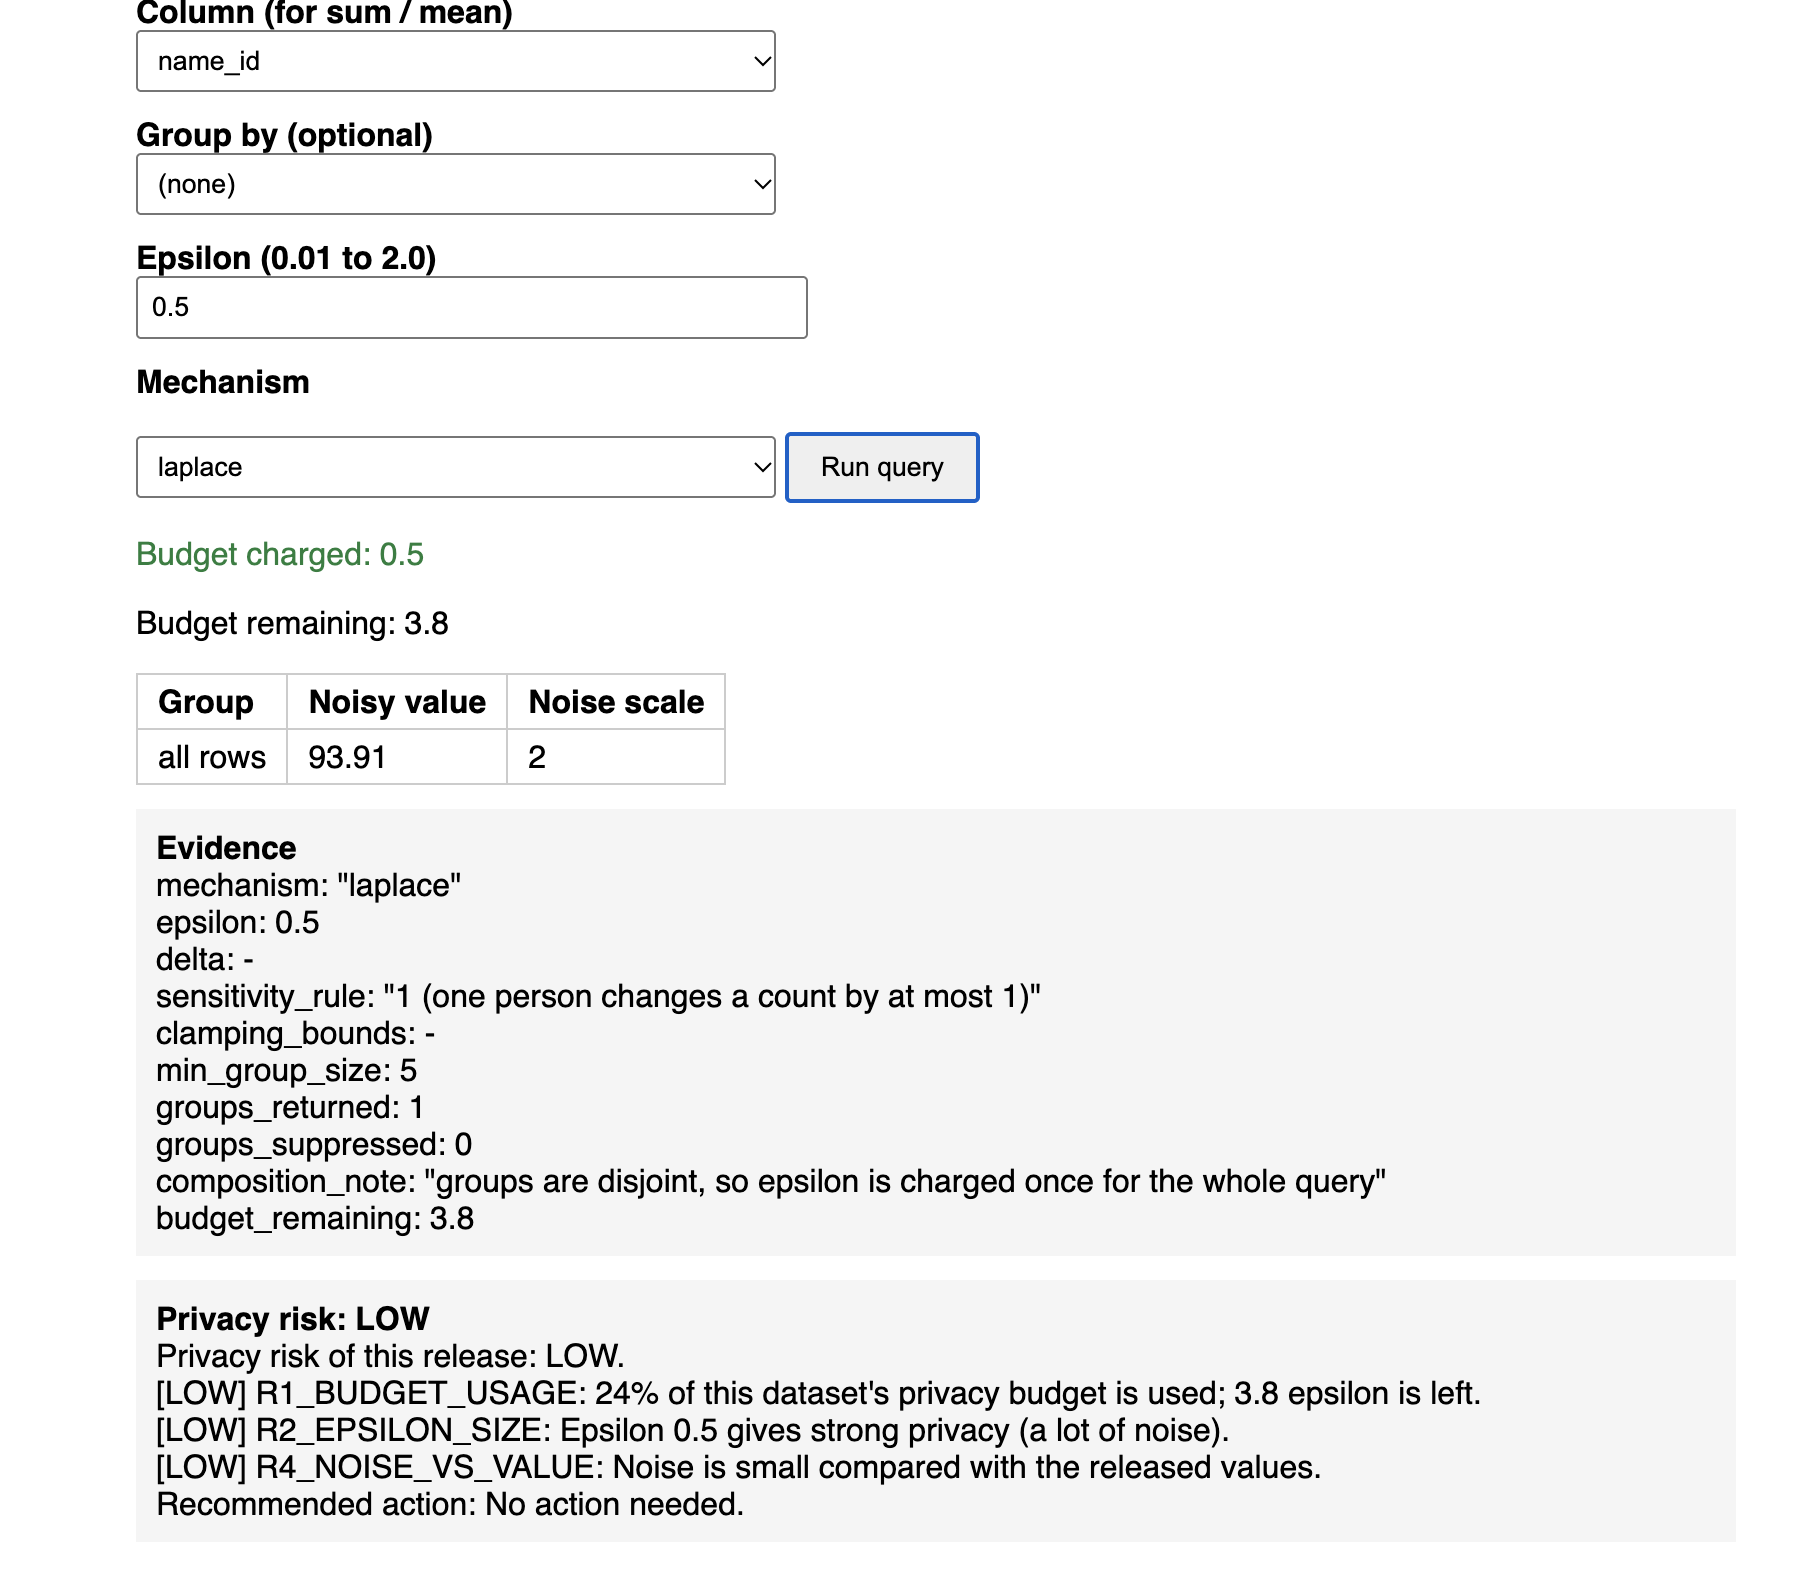 Column (for sum / mean)
name_id
Group by (optional)
(none)
Epsilon (0.01 to 2.0)
0.5
Mechanism
laplace
Run query
Budget charged: 0.5
Budget remaining: 3.8
Group Noisy value Noise scale
all rows 93.91 2
Evidence
mechanism: "laplace"
epsilon: 0.5
delta: -
sensitivity_rule: "1 (one person changes a count by at most 1)"
clamping_bounds: -
min_group_size: 5
groups_returned: 1
groups_suppressed: 0
composition_note: "groups are disjoint, so epsilon is charged once for the whole query"
budget_remaining: 3.8
Privacy risk: LOW
Privacy risk of this release: LOW.
[LOW] R1_BUDGET_USAGE: 24% of this dataset's privacy budget is used; 3.8 epsilon is left.
[LOW] R2_EPSILON_SIZE: Epsilon 0.5 gives strong privacy (a lot of noise).
[LOW] R4_NOISE_VS_VALUE: Noise is small compared with the released values.
Recommended action: No action needed.